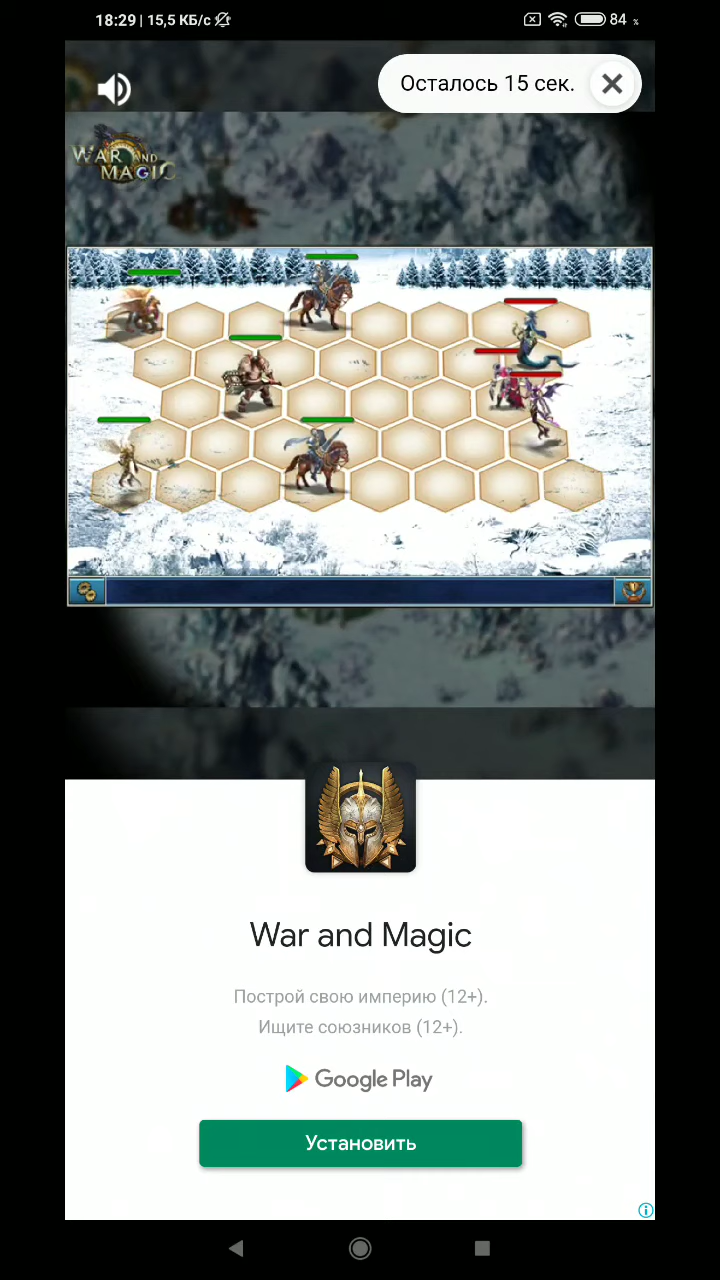 18:29 | 15,5 КБ/с
84 %
Осталось 15 сек.
WAR AND
MAGIC
War and Magic
Построй свою империю (12+).
Ищите союзников (12+).
Google Play
Установить